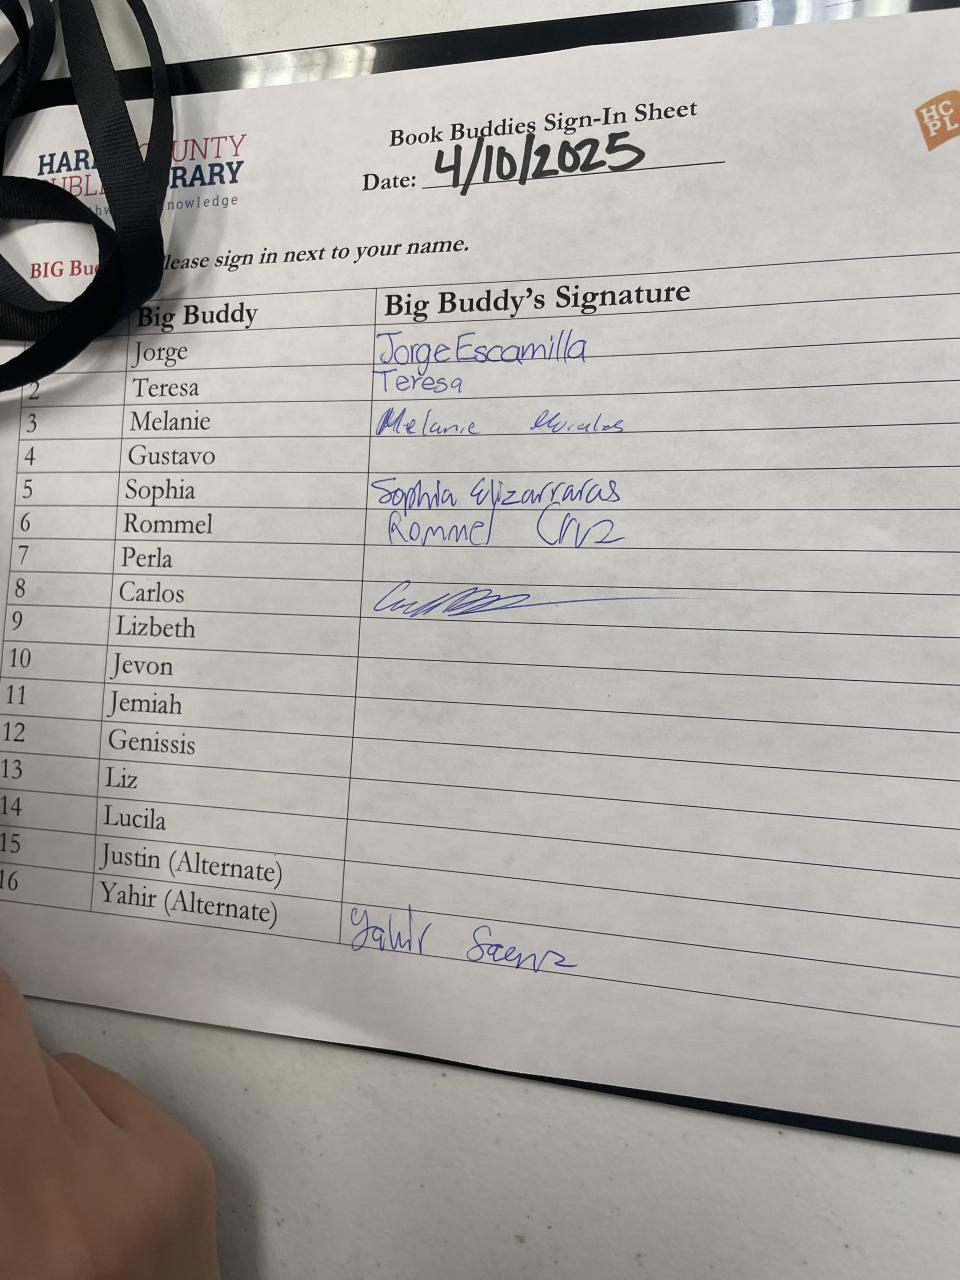 HAR UNTY
UBL RARY
nowledge
Book Buddies Sign-In Sheet
Date: 4/10/2025
HC
PL
BIG Bu lease sign in next to your name.
Big Buddy Big Buddy's Signature
Jorge Jorge Escamilla
2 Teresa Teresa
3 Melanie Melanie Morales
4 Gustavo
5 Sophia Sophia Elizarraras
6 Rommel Rommel Cruz
7 Perla
8 Carlos
9 Lizbeth
10 Jevon
11 Jemiah
12 Genissis
13 Liz
14 Lucila
15 Justin (Alternate)
16 Yahir (Alternate) Yahir Saenz